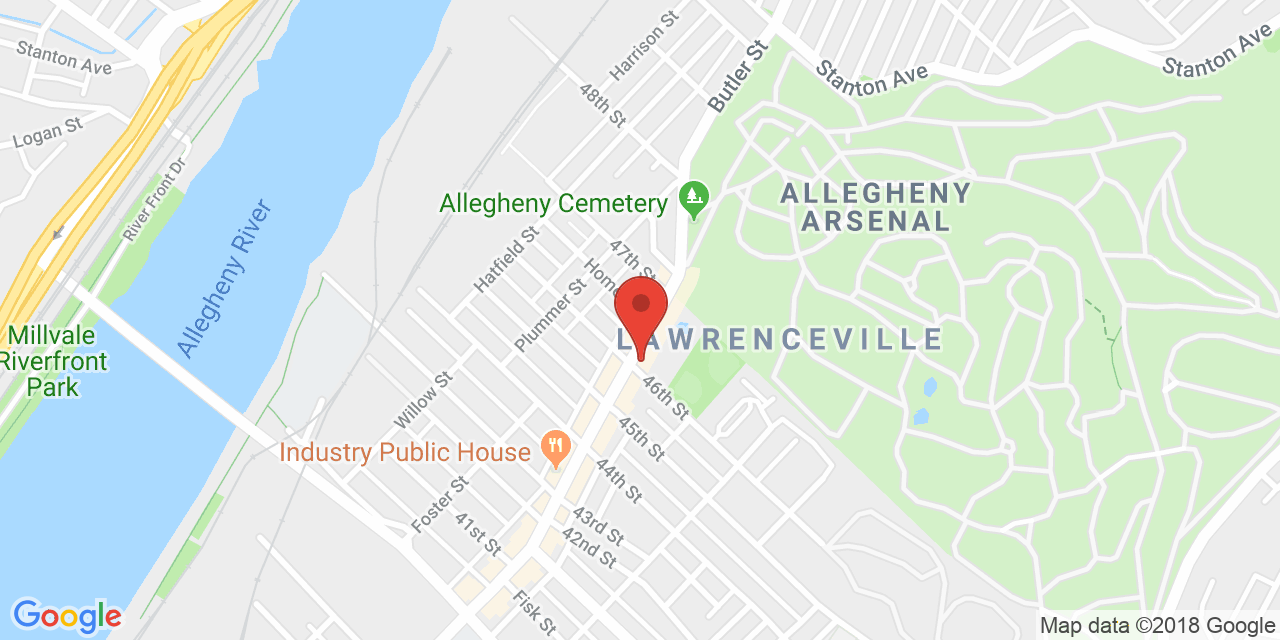 Harrison St
Stanton Ave
Butler St
Stanton Ave
Stanton Ave
48th St
Logan St
River Front Dr
Allegheny Cemetery
ALLEGHENY
ARSENAL
Allegheny River
Hatfield St
47th St
Plummer St
Millvale
Riverfront
Park
LAWRENCEVILLE
Willow St
46th St
45th St
Industry Public House
44th St
Foster St
41st St
43rd St
42nd St
Fisk St
Google
Map data ©2018 Google